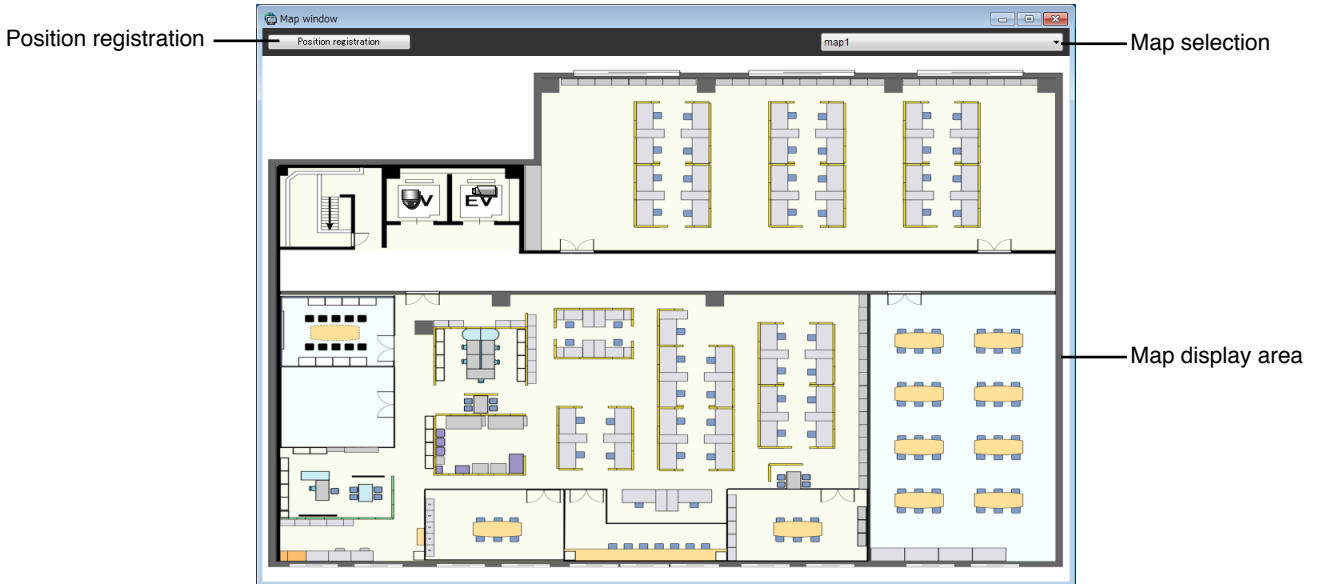 Map window
Position registration
Position registration
map1
Map selection
EV
Map display area